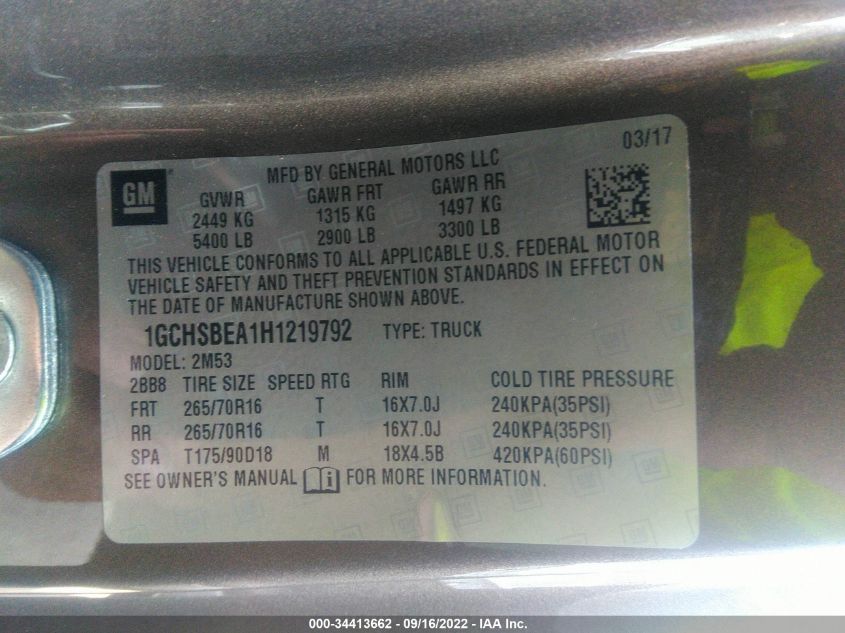 03/17
MFD BY GENERAL MOTORS LLC
GM
GVWR GAWR FRT GAWR RR
2449 KG 1315 KG 1497 KG
5400 LB 2900 LB 3300 LB
THIS VEHICLE CONFORMS TO ALL APPLICABLE U.S. FEDERAL MOTOR
VEHICLE SAFETY AND THEFT PREVENTION STANDARDS IN EFFECT ON
THE DATE OF MANUFACTURE SHOWN ABOVE.
1GCHSBEA1H1219792 TYPE: TRUCK
MODEL: 2M53
2BB8 TIRE SIZE SPEED RTG RIM COLD TIRE PRESSURE
FRT 265/70R16 T 16X7.0J 240KPA(35PSI)
RR 265/70R16 T 16X7.0J 240KPA(35PSI)
SPA T175/90D18 M 18X4.5B 420KPA(60PSI)
SEE OWNER'S MANUAL i FOR MORE INFORMATION.
000-34413662 - 09/16/2022 - IAA Inc.